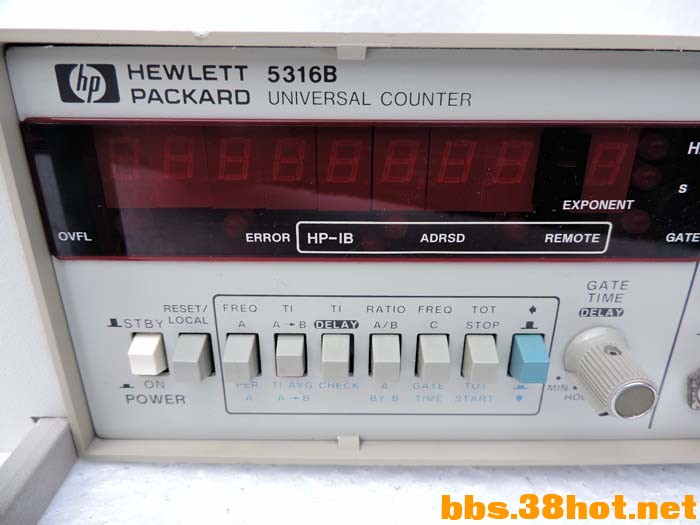 hp HEWLETT PACKARD 5316B UNIVERSAL COUNTER
H
S
EXPONENT
OVFL ERROR HP-IB ADRSD REMOTE GATE
GATE TIME
DELAY
STBY RESET/ LOCAL FREQ A TI A→B TI DELAY RATIO A/B FREQ C TOT STOP
ON PER A TI AVG A→B CHECK A BY B GATE TIME TOT START
POWER
MIN
HOL
bbs.38hot.net